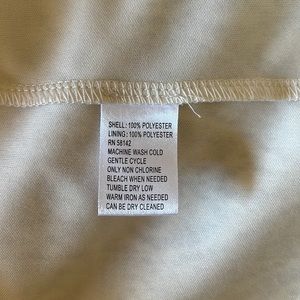 SHELL: 100% POLYESTER
LINING: 100% POLYESTER
RN 58142
MACHINE WASH COLD
GENTLE CYCLE
ONLY NON CHLORINE
BLEACH WHEN NEEDED
TUMBLE DRY LOW
WARM IRON AS NEEDED
CAN BE DRY CLEANED